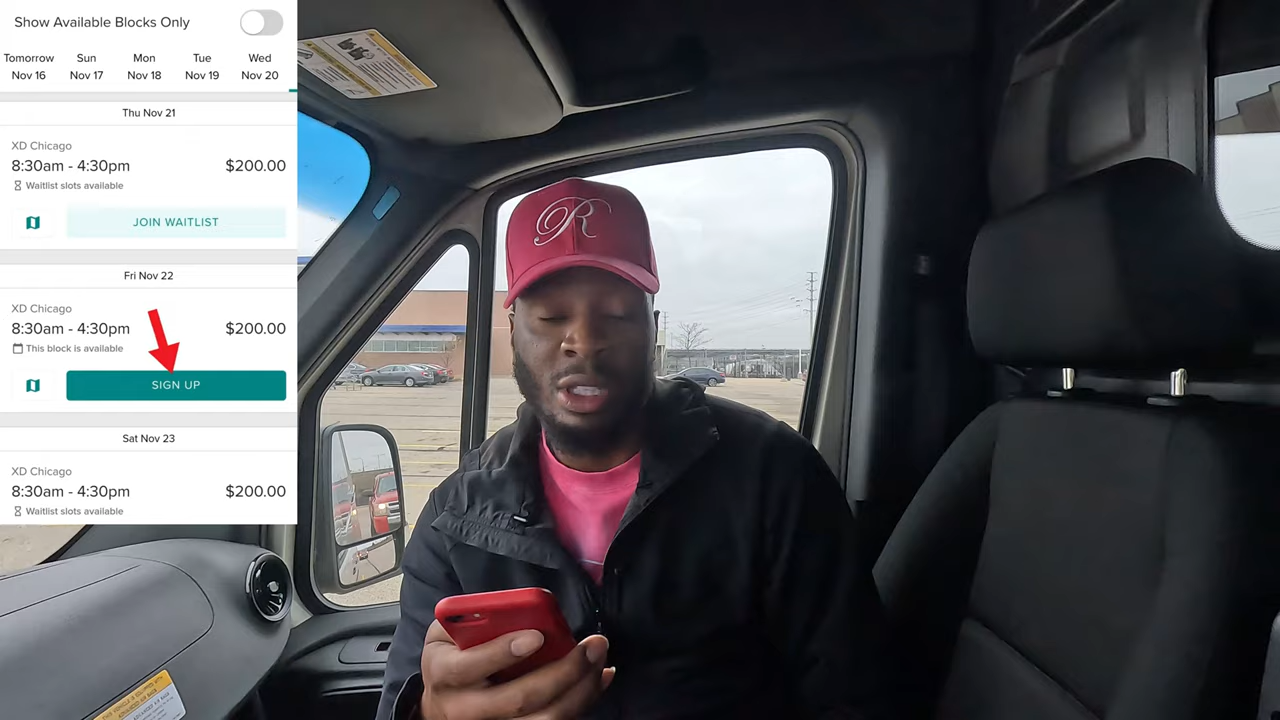 Show Available Blocks Only
Tomorrow Sun Mon Tue Wed
Nov 16 Nov 17 Nov 18 Nov 19 Nov 20
Thu Nov 21
XD Chicago
8:30am - 4:30pm $200.00
Waitlist slots available
JOIN WAITLIST
Fri Nov 22
XD Chicago
8:30am - 4:30pm $200.00
This block is available
SIGN UP
Sat Nov 23
XD Chicago
8:30am - 4:30pm $200.00
Waitlist slots available
R